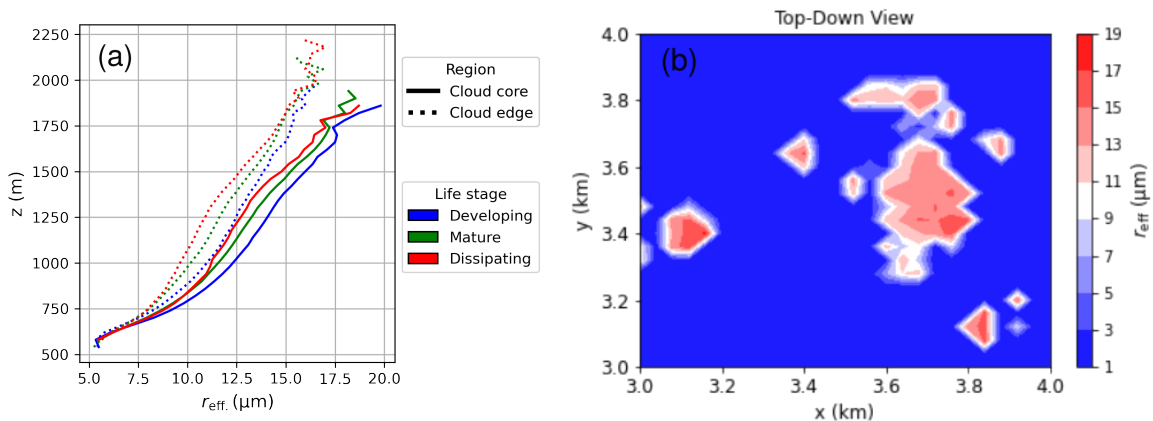 (a)
2250
2000
1750
1500
1250
1000
750
500
z (m)
5.0 7.5 10.0 12.5 15.0 17.5 20.0
r_eff. (μm)
Region
Cloud core
Cloud edge
Life stage
Developing
Mature
Dissipating
Top-Down View
(b)
4.0
3.8
3.6
3.4
3.2
3.0
y (km)
3.0 3.2 3.4 3.6 3.8 4.0
x (km)
19
17
15
13
11
9
7
5
3
1
r_eff (μm)